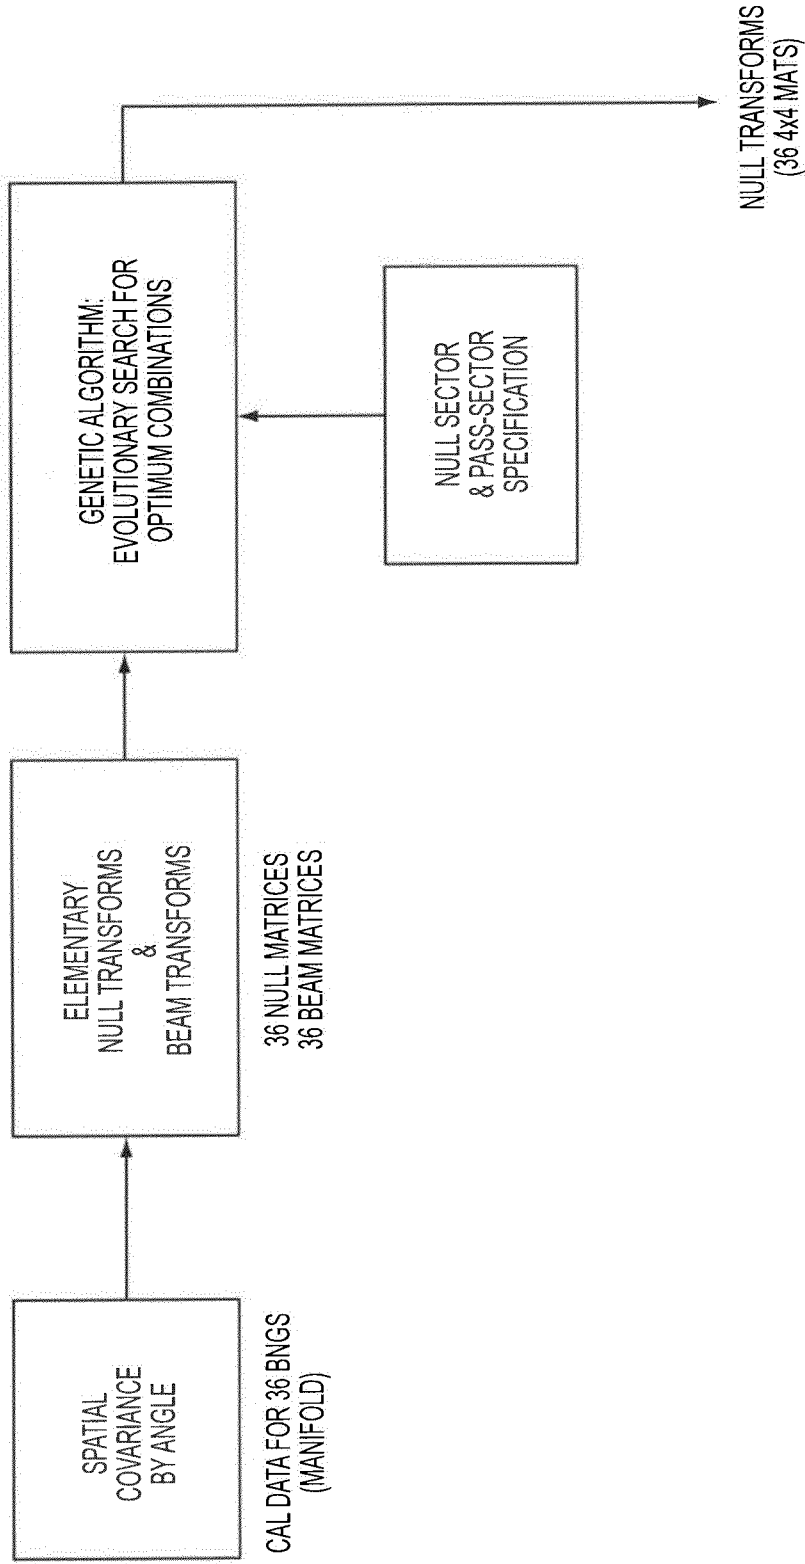 SPATIAL
COVARIANCE
BY ANGLE
CAL DATA FOR 36 BNGS
(MANIFOLD)
ELEMENTARY
NULL TRANSFORMS
&
BEAM TRANSFORMS
36 NULL MATRICES
36 BEAM MATRICES
GENETIC ALGORITHM:
EVOLUTIONARY SEARCH FOR
OPTIMUM COMBINATIONS
NULL SECTOR
& PASS-SECTOR
SPECIFICATION
NULL TRANSFORMS
(36 4x4 MATS)